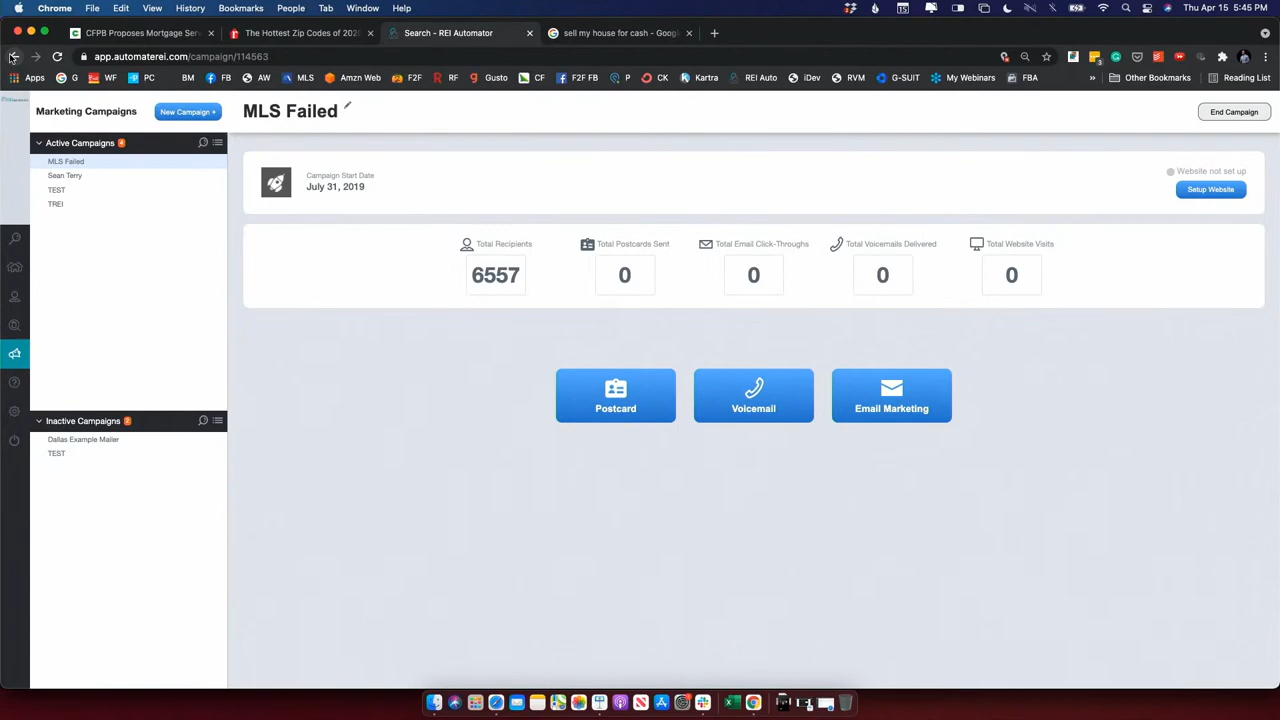 Chrome File Edit View History Bookmarks People Tab Window Help Thu Apr 15 5:45 PM
CFPB Proposes Mortgage Serv The Hottest Zip Codes of 2020 Search - REI Automator sell my house for cash - Googl
app.automaterei.com/campaign/114563
Apps G WF PC BM FB AW MLS Amzn Web F2F RF Gusto CF F2F FB P CK Kartra REI Auto iDev RVM G-SUIT My Webinars FBA » Other Bookmarks Reading List
Marketing Campaigns New Campaign + MLS Failed End Campaign
Active Campaigns 4
MLS Failed
Sean Terry
TEST
TREI
Campaign Start Date
July 31, 2019
Website not set up
Setup Website
Total Recipients Total Postcards Sent Total Email Click-Throughs Total Voicemails Delivered Total Website Visits
6557 0 0 0 0
Postcard Voicemail Email Marketing
Inactive Campaigns 2
Dallas Example Mailer
TEST